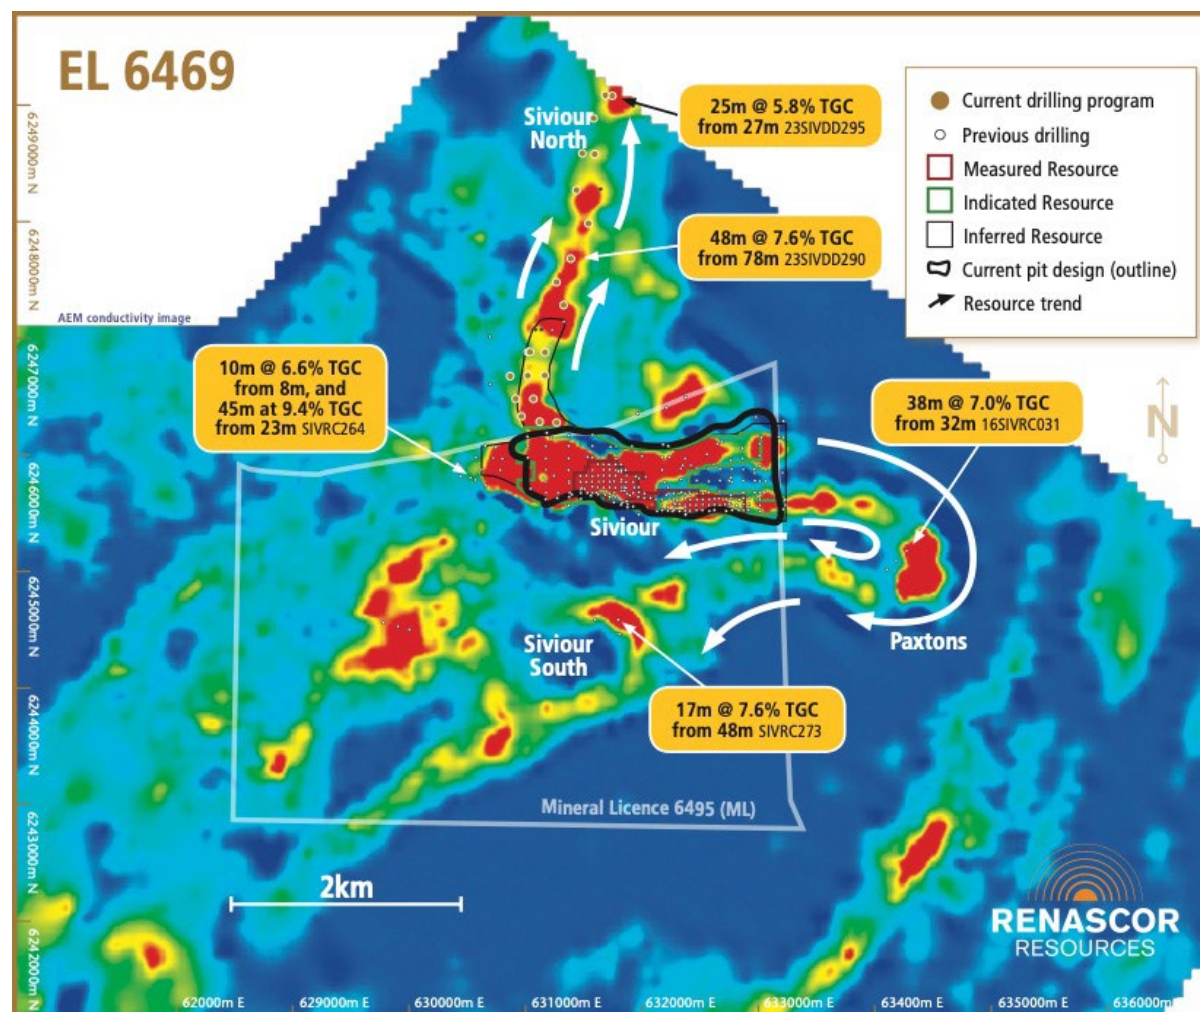 EL 6469
Siviour
North
25m @ 5.8% TGC
from 27m 23SIVDD295
48m @ 7.6% TGC
from 78m 23SIVDD290
Current drilling program
Previous drilling
Measured Resource
Indicated Resource
Inferred Resource
Current pit design (outline)
Resource trend
AEM conductivity image
10m @ 6.6% TGC
from 8m, and
45m at 9.4% TGC
from 23m SIVRC264
38m @ 7.0% TGC
from 32m 16SIVRC031
N
Siviour
Siviour
South
Paxtons
17m @ 7.6% TGC
from 48m SIVRC273
Mineral Licence 6495 (ML)
2km
RENASCOR
RESOURCES
6249000m N
6248000m N
6247000m N
6246000m N
6245000m N
6244000m N
6243000m N
6242000m N
62000m E
629000m E
630000m E
631000m E
632000m E
633000m E
63400m E
635000m E
636000m E